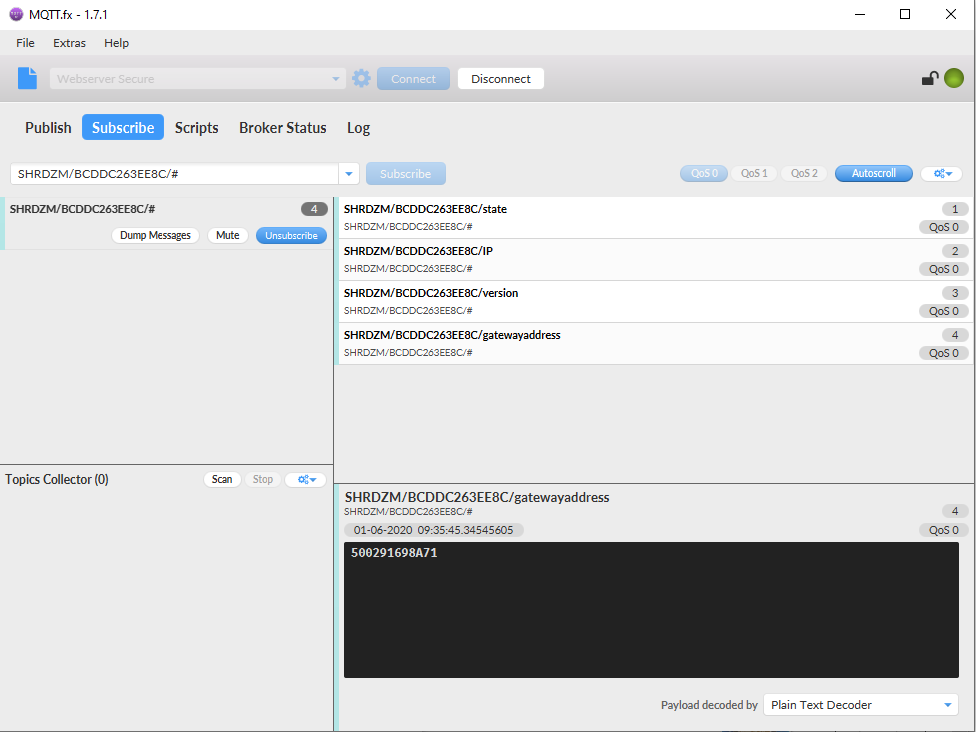 MQTT.fx - 1.7.1
File Extras Help
Webserver Secure Connect Disconnect
Publish Subscribe Scripts Broker Status Log
SHRDZM/BCDDC263EE8C/# Subscribe QoS 0 QoS 1 QoS 2 Autoscroll
SHRDZM/BCDDC263EE8C/# 4
Dump Messages Mute Unsubscribe
SHRDZM/BCDDC263EE8C/state 1
SHRDZM/BCDDC263EE8C/# QoS 0
SHRDZM/BCDDC263EE8C/IP 2
SHRDZM/BCDDC263EE8C/# QoS 0
SHRDZM/BCDDC263EE8C/version 3
SHRDZM/BCDDC263EE8C/# QoS 0
SHRDZM/BCDDC263EE8C/gatewayaddress 4
SHRDZM/BCDDC263EE8C/# QoS 0
Topics Collector (0) Scan Stop
SHRDZM/BCDDC263EE8C/gatewayaddress
SHRDZM/BCDDC263EE8C/# 4
01-06-2020 09:35:45.34545605 QoS 0
500291698A71
Payload decoded by Plain Text Decoder